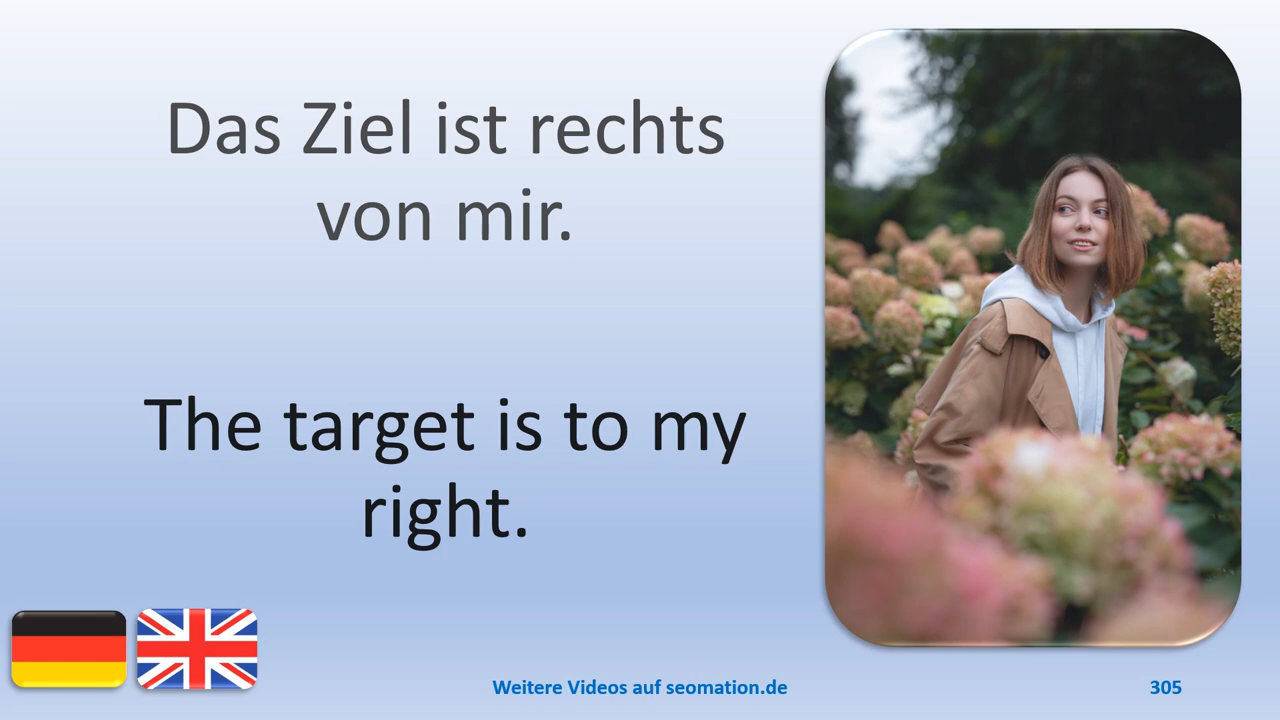 Das Ziel ist rechts
von mir.
The target is to my
right.
Weitere Videos auf seomation.de
305